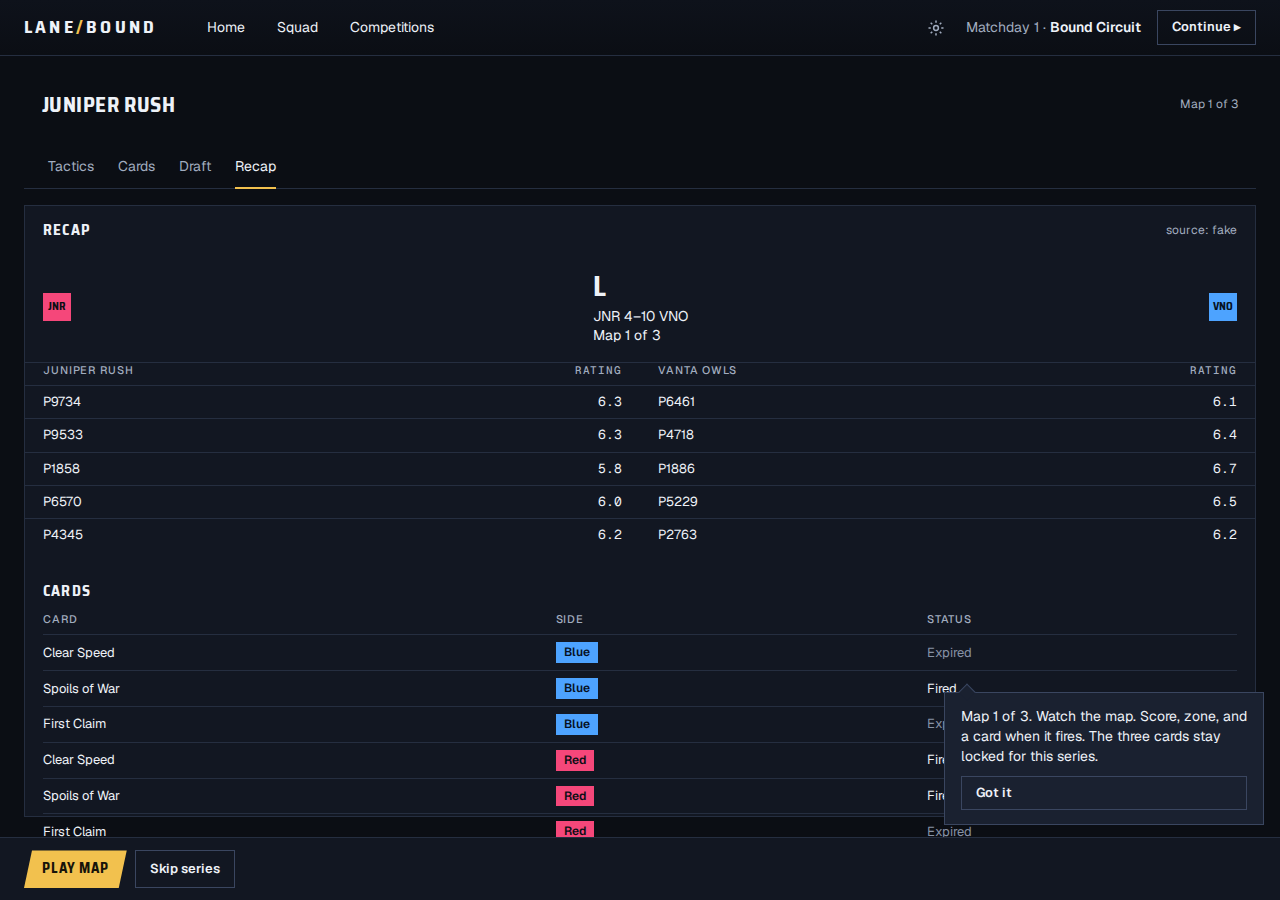 LANE/BOUND Home Squad Competitions Matchday 1 · Bound Circuit Continue ▸
JUNIPER RUSH Map 1 of 3
Tactics Cards Draft Recap
RECAP source: fake
JNR L VNO
JNR 4–10 VNO
Map 1 of 3
JUNIPER RUSH RATING VANTA OWLS RATING
P9734 6.3 P6461 6.1
P9533 6.3 P4718 6.4
P1858 5.8 P1886 6.7
P6570 6.0 P5229 6.5
P4345 6.2 P2763 6.2
CARDS
CARD SIDE STATUS
Clear Speed Blue Expired
Spoils of War Blue Fired
First Claim Blue
Clear Speed Red
Spoils of War Red
First Claim Red Expired
Map 1 of 3. Watch the map. Score, zone, and
a card when it fires. The three cards stay
locked for this series.
Got it
PLAY MAP Skip series